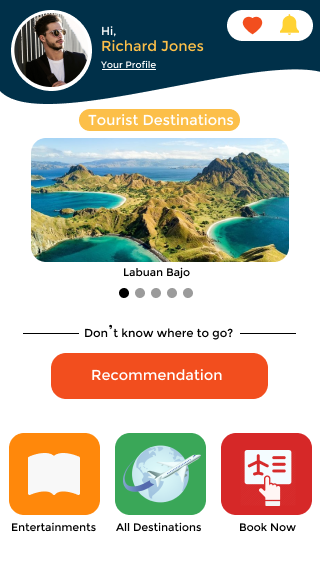 Hi,
Richard Jones
Your Profile
Tourist Destinations
Labuan Bajo
Don't know where to go?
Recommendation
Entertainments
All Destinations
Book Now